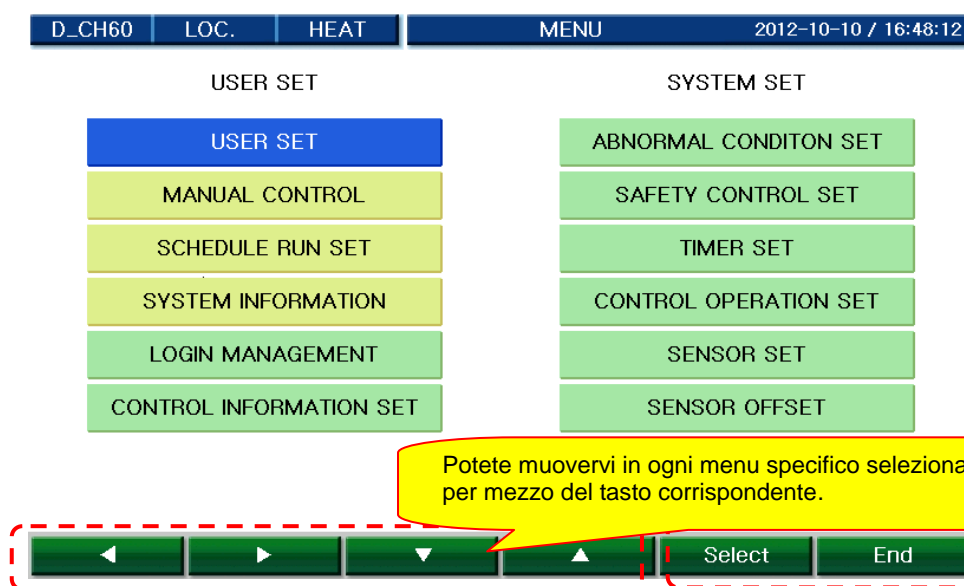 D_CH60 LOC. HEAT MENU 2012-10-10 / 16:48:12
USER SET
USER SET
MANUAL CONTROL
SCHEDULE RUN SET
SYSTEM INFORMATION
LOGIN MANAGEMENT
CONTROL INFORMATION SET
SYSTEM SET
ABNORMAL CONDITON SET
SAFETY CONTROL SET
TIMER SET
CONTROL OPERATION SET
SENSOR SET
SENSOR OFFSET
Potete muovervi in ogni menu specifico seleziona
per mezzo del tasto corrispondente.
◀ ▶ ▼ ▲ Select End